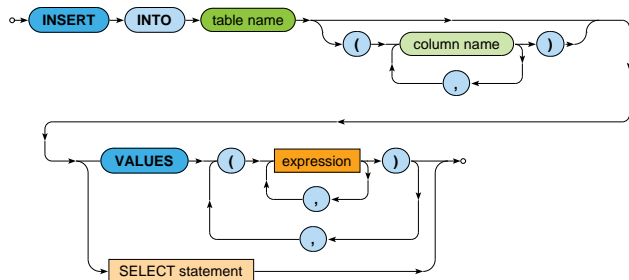 INSERT INTO table name
( column name )
,
VALUES ( expression )
,
,
SELECT statement